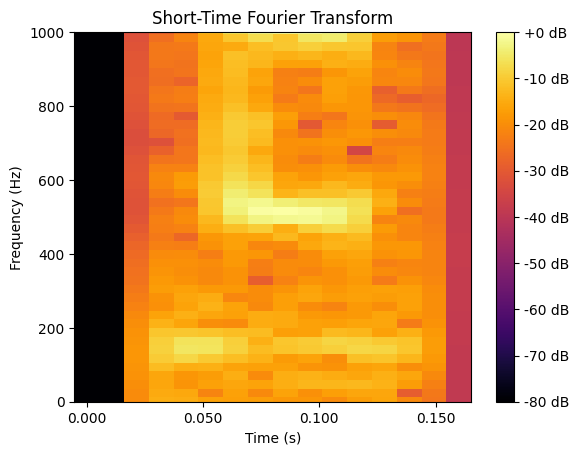 Short-Time Fourier Transform
Frequency (Hz)
1000
800
600
400
200
0
0.000 0.050 0.100 0.150
Time (s)
+0 dB
-10 dB
-20 dB
-30 dB
-40 dB
-50 dB
-60 dB
-70 dB
-80 dB